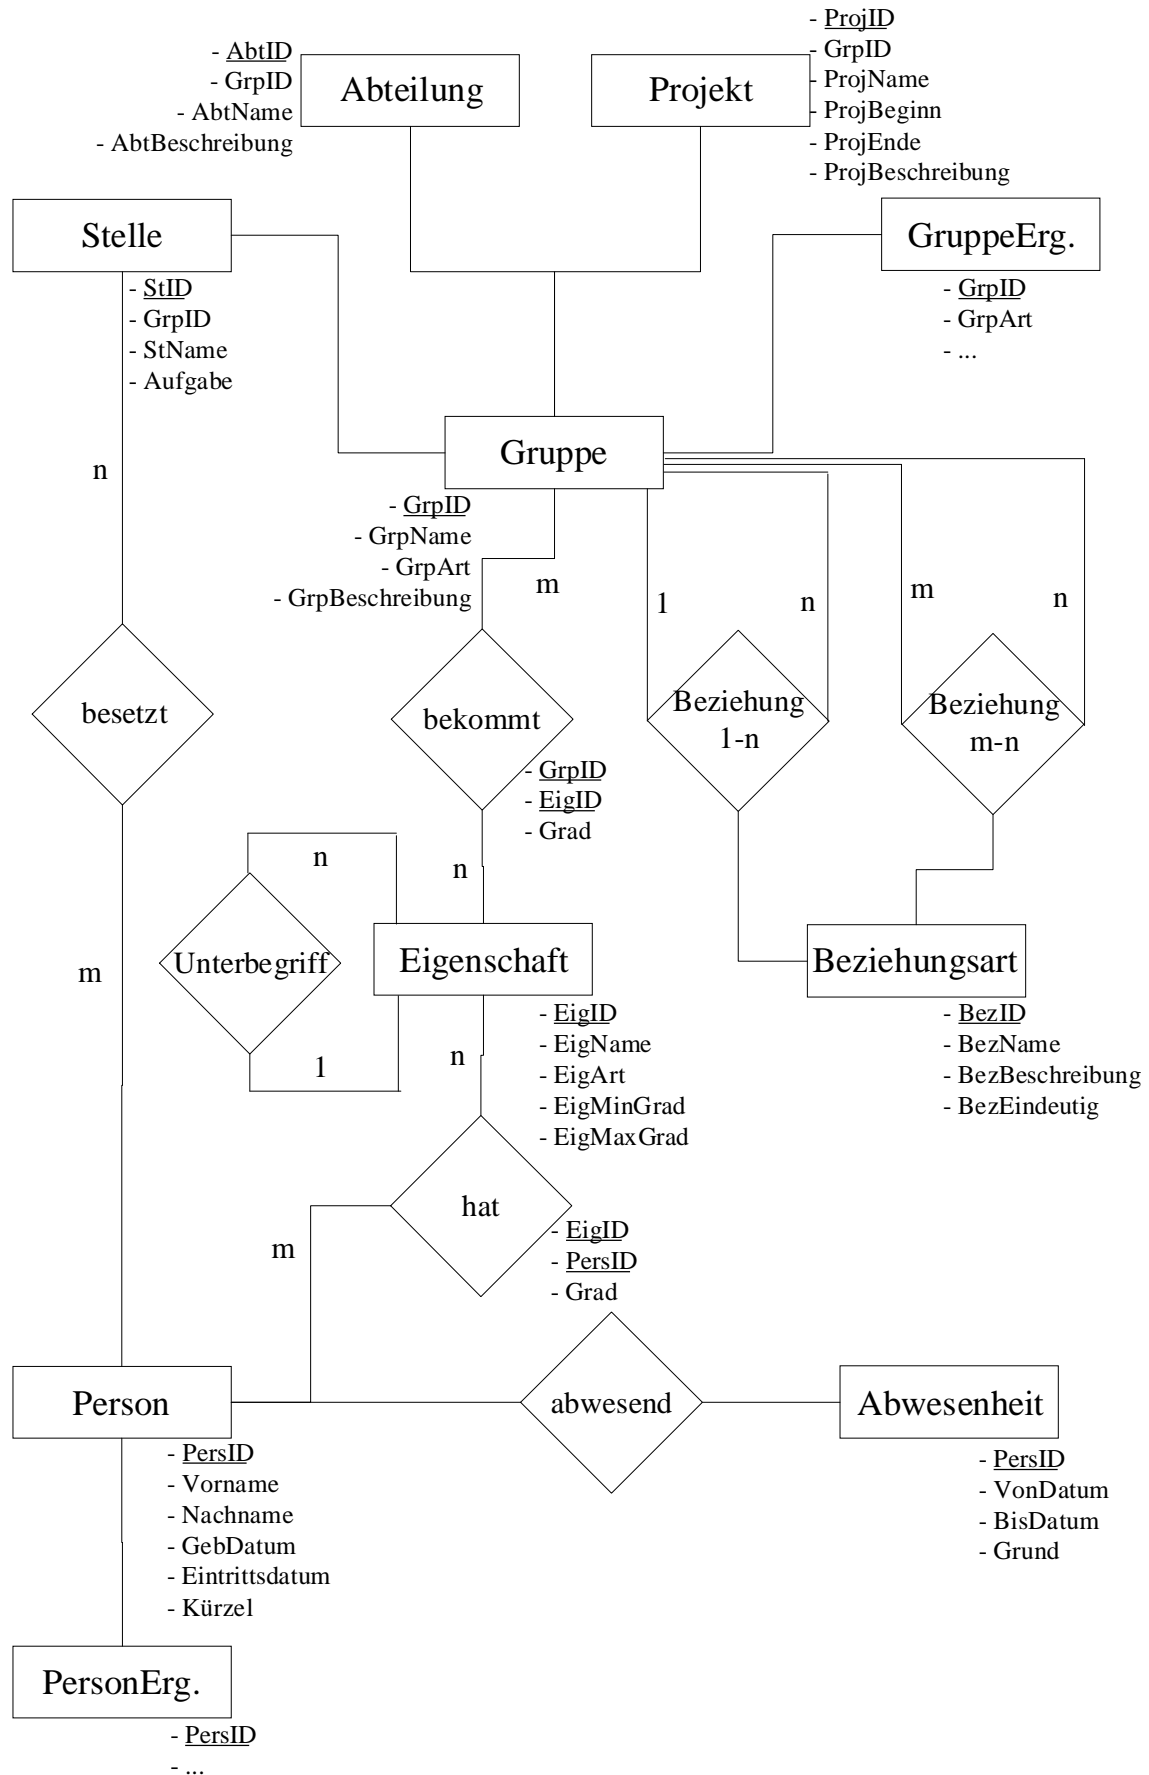 - AbtID
- GrpID
- AbtName
- AbtBeschreibung
Abteilung
Projekt
- ProjID
- GrpID
- ProjName
- ProjBeginn
- ProjEnde
- ProjBeschreibung
Stelle
- StID
- GrpID
- StName
- Aufgabe
GruppeErg.
- GrpID
- GrpArt
- ...
Gruppe
- GrpID
- GrpName
- GrpArt
- GrpBeschreibung
n
m
1
n
m
n
besetzt
bekommt
- GrpID
- EigID
- Grad
Beziehung
1-n
Beziehung
m-n
n
n
Unterbegriff
Eigenschaft
- EigID
- EigName
- EigArt
- EigMinGrad
- EigMaxGrad
Beziehungsart
- BezID
- BezName
- BezBeschreibung
- BezEindeutig
m
1
n
hat
- EigID
- PersID
- Grad
m
Person
- PersID
- Vorname
- Nachname
- GebDatum
- Eintrittsdatum
- Kürzel
abwesend
Abwesenheit
- PersID
- VonDatum
- BisDatum
- Grund
PersonErg.
- PersID
- ...